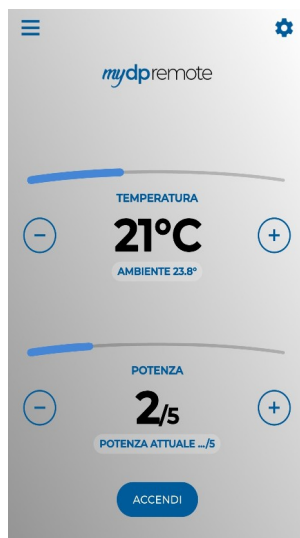 mydpremote
TEMPERATURA
21°C
AMBIENTE 23.8°
POTENZA
2/5
POTENZA ATTUALE .../5
ACCENDI